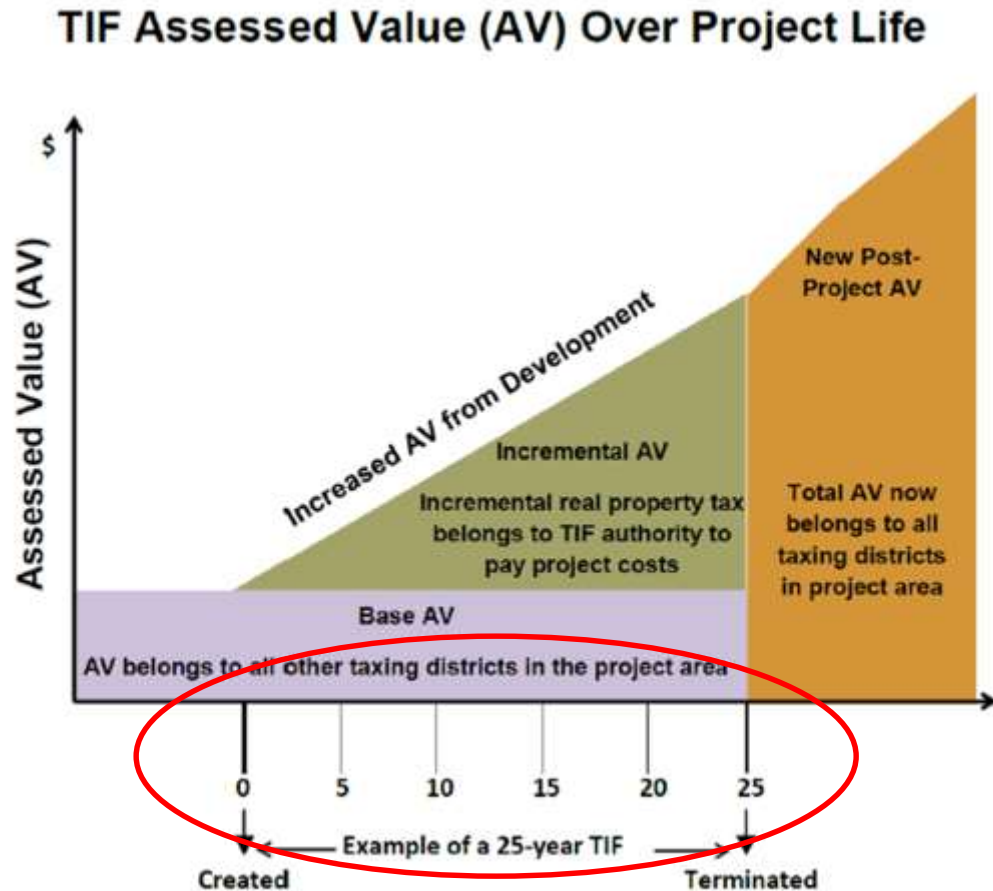 TIF Assessed Value (AV) Over Project Life
$
Assessed Value (AV)
Increased AV from Development
New Post-
Project AV
Incremental AV
Incremental real property tax
belongs to TIF authority to
pay project costs
Total AV now
belongs to all
taxing districts
in project area
Base AV
AV belongs to all other taxing districts in the project area
0 5 10 15 20 25
Example of a 25-year TIF
Created Terminated